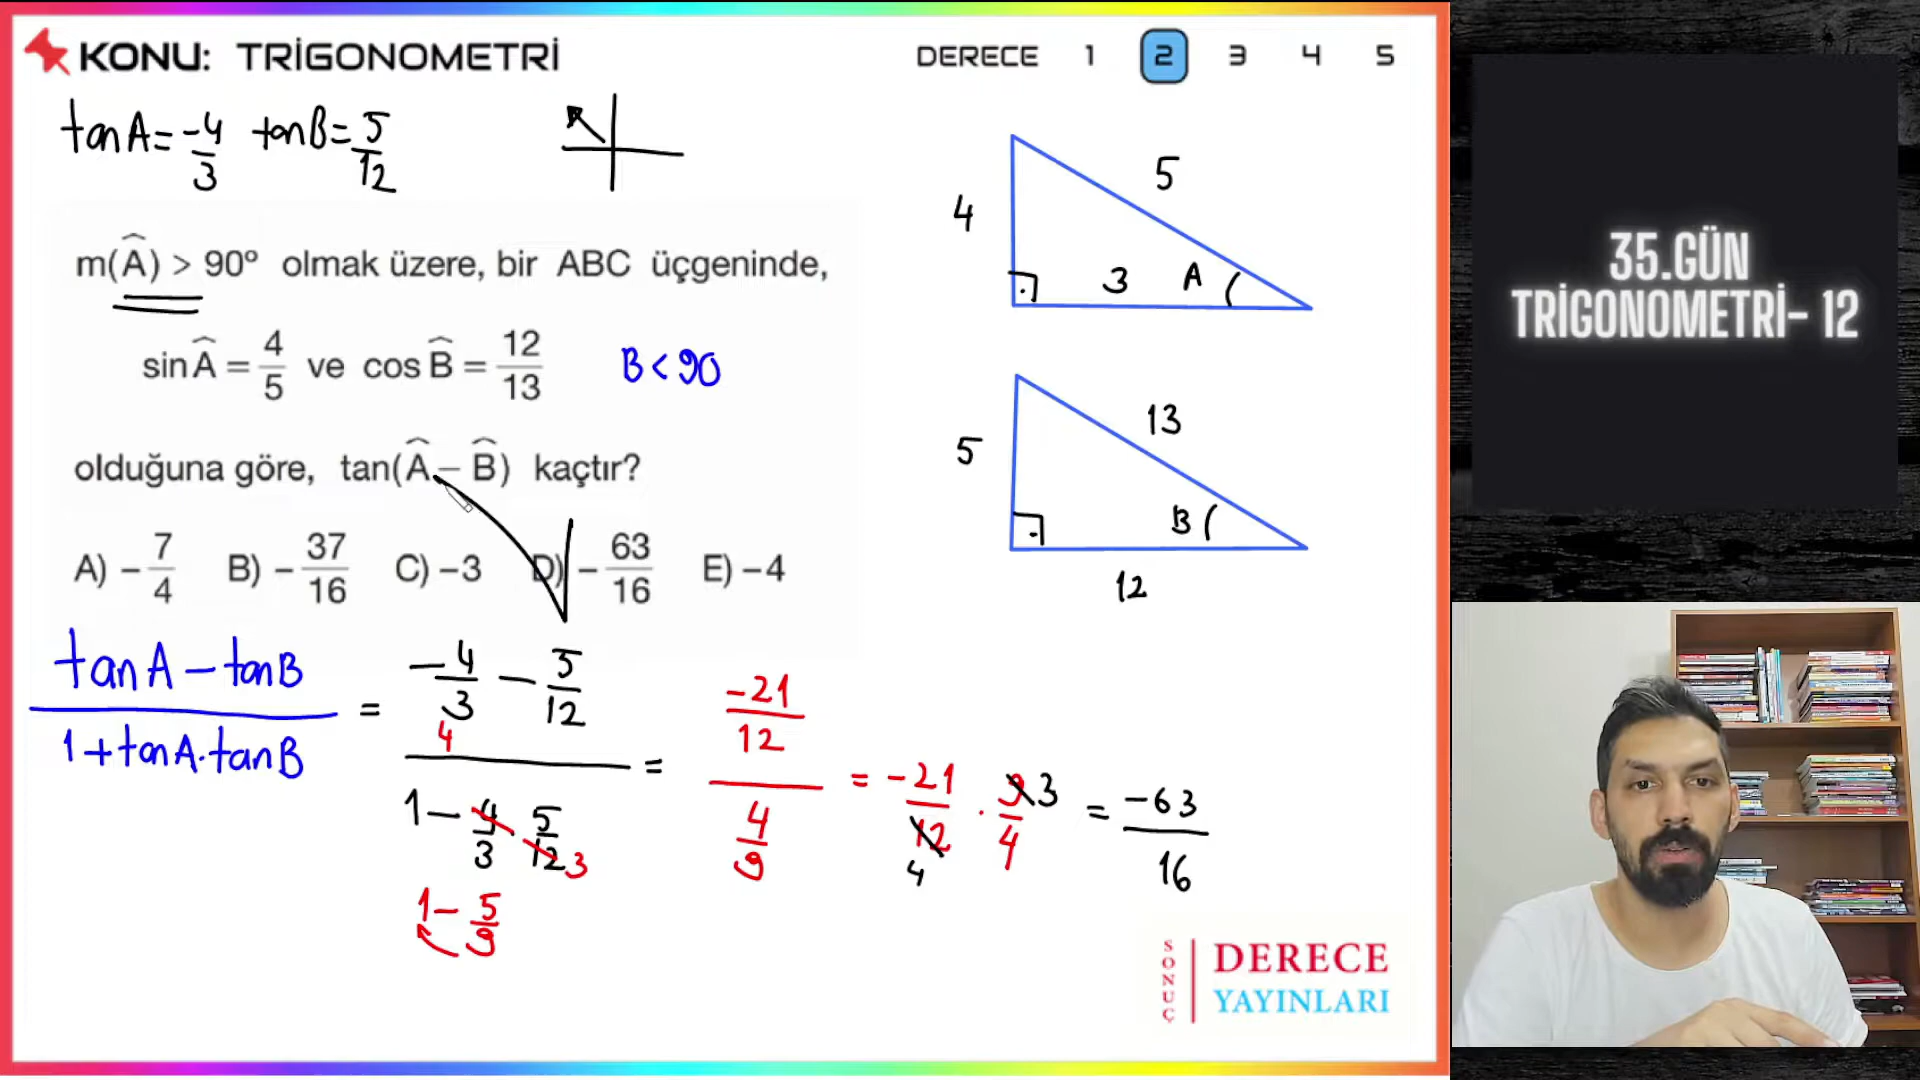 KONU: TRİGONOMETRİ
DERECE 1 2 3 4 5
tanA = -4/3 tanB = 5/12
m(Â) > 90° olmak üzere, bir ABC üçgeninde,
sin Â = 4/5 ve cos B̂ = 12/13
B < 90
olduğuna göre, tan(Â − B̂) kaçtır?
A) −7/4 B) −37/16 C) −3 D) −63/16 E) −4
4
5
3
A
5
13
B
12
tanA − tanB
1 + tanA·tanB
=
−4/3 − 5/12
4
1 − 4/3 · 5/12 3
1 − 5/9
=
−21/12
4/9
= −21/12 · 9/4
4
3
= −63/16
SONUÇ
DERECE
YAYINLARI
35.GÜN
TRİGONOMETRİ- 12